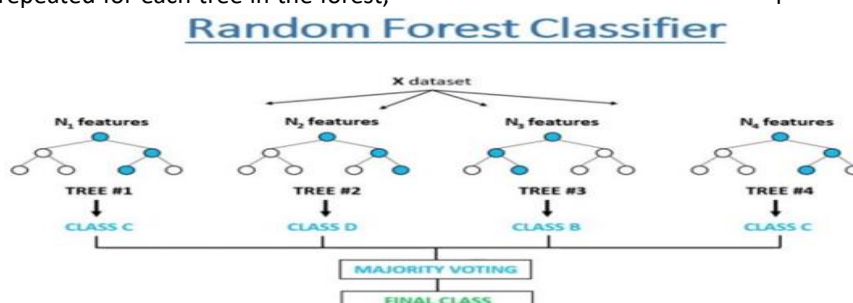 repeated for each tree in the forest,
Random Forest Classifier
X dataset
N1 features N2 features N3 features N4 features
TREE #1 TREE #2 TREE #3 TREE #4
CLASS C CLASS D CLASS B CLASS C
MAJORITY VOTING
FINAL CLASS